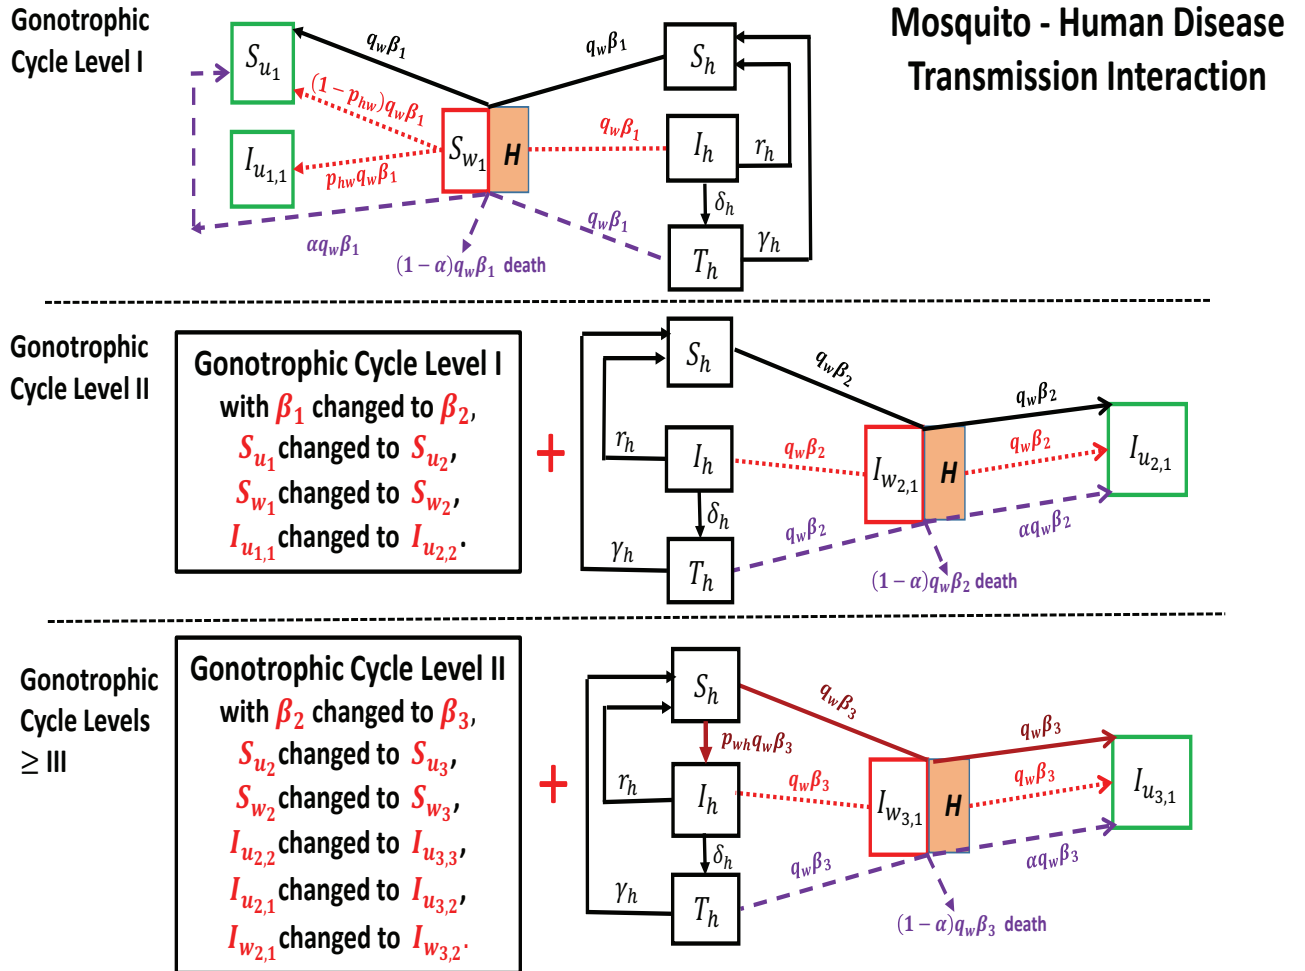 Gonotrophic
Cycle Level I
Mosquito - Human Disease
Transmission Interaction
S_{u_1}
q_wβ_1
q_wβ_1
S_h
(1−p_{hw})q_wβ_1
I_{u_{1,1}}
p_{hw}q_wβ_1
S_{w_1}
H
q_wβ_1
I_h
r_h
δ_h
αq_wβ_1
(1−α)q_wβ_1 death
q_wβ_1
T_h
γ_h
Gonotrophic
Cycle Level II
Gonotrophic Cycle Level I
with β_1 changed to β_2,
S_{u_1} changed to S_{u_2},
S_{w_1} changed to S_{w_2},
I_{u_{1,1}} changed to I_{u_{2,2}}.
+
S_h
q_wβ_2
q_wβ_2
r_h
I_h
q_wβ_2
I_{w_{2,1}}
H
q_wβ_2
I_{u_{2,1}}
δ_h
γ_h
T_h
q_wβ_2
αq_wβ_2
(1−α)q_wβ_2 death
Gonotrophic
Cycle Levels
≥ III
Gonotrophic Cycle Level II
with β_2 changed to β_3,
S_{u_2} changed to S_{u_3},
S_{w_2} changed to S_{w_3},
I_{u_{2,2}} changed to I_{u_{3,3}},
I_{u_{2,1}} changed to I_{u_{3,2}},
I_{w_{2,1}} changed to I_{w_{3,2}}.
+
S_h
q_wβ_3
q_wβ_3
p_{wh}q_wβ_3
r_h
I_h
q_wβ_3
I_{w_{3,1}}
H
q_wβ_3
I_{u_{3,1}}
δ_h
γ_h
T_h
q_wβ_3
αq_wβ_3
(1−α)q_wβ_3 death